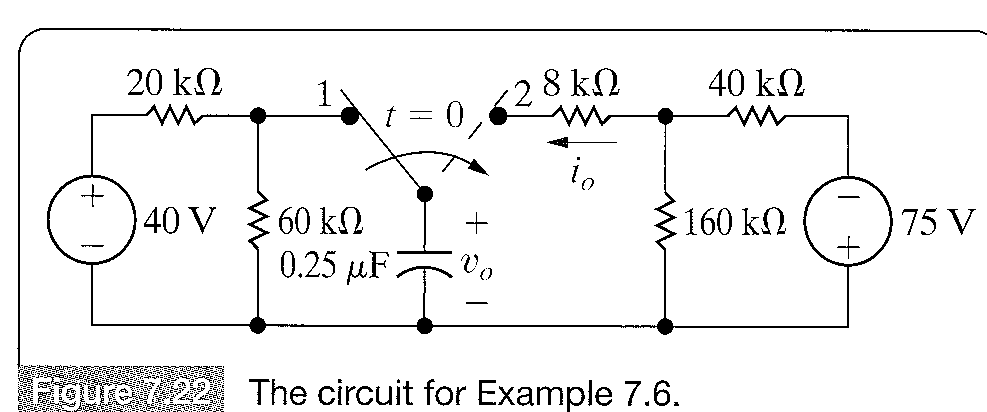 20 kΩ
1
t = 0
2
8 kΩ
40 kΩ
i_o
+
40 V
−
60 kΩ
0.25 μF
+
v_o
−
160 kΩ
−
75 V
+
Figure 7.22 The circuit for Example 7.6.